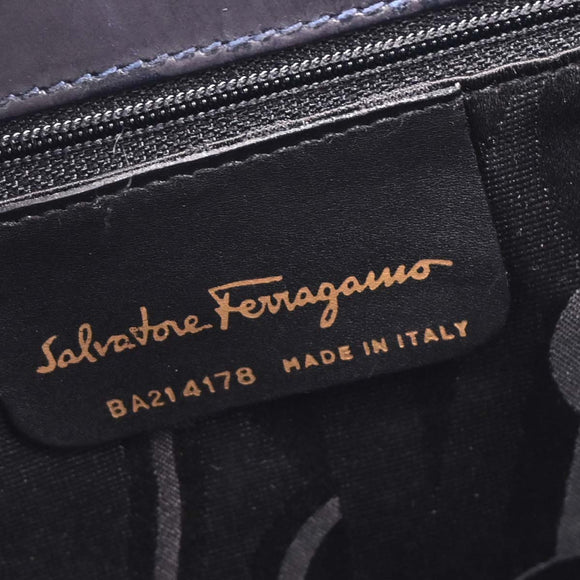 Salvatore Ferragamo
BA214178 MADE IN ITALY